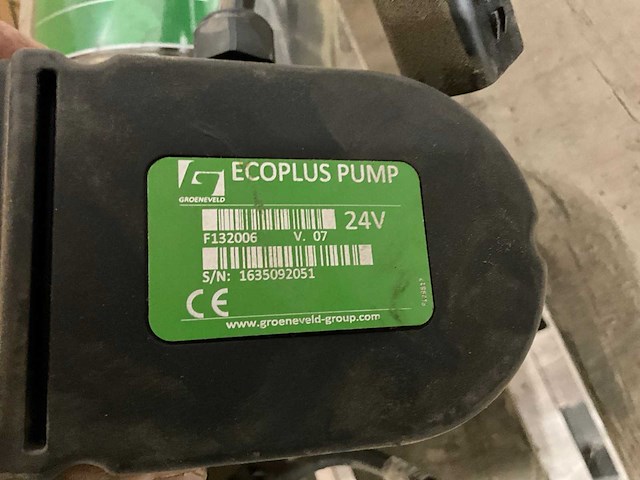 ECOPLUS PUMP
GROENEVELD
24V
F132006 V. 07
S/N: 1635092051
CE
www.groeneveld-group.com